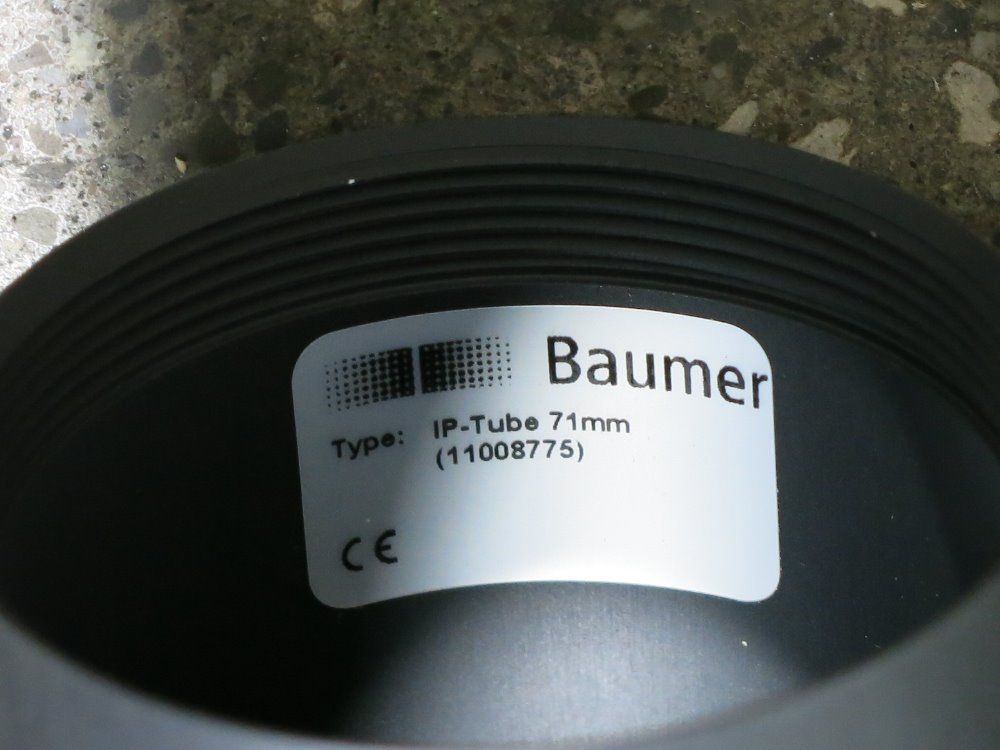 Baumer
Type: IP-Tube 71mm
(11008775)
CE